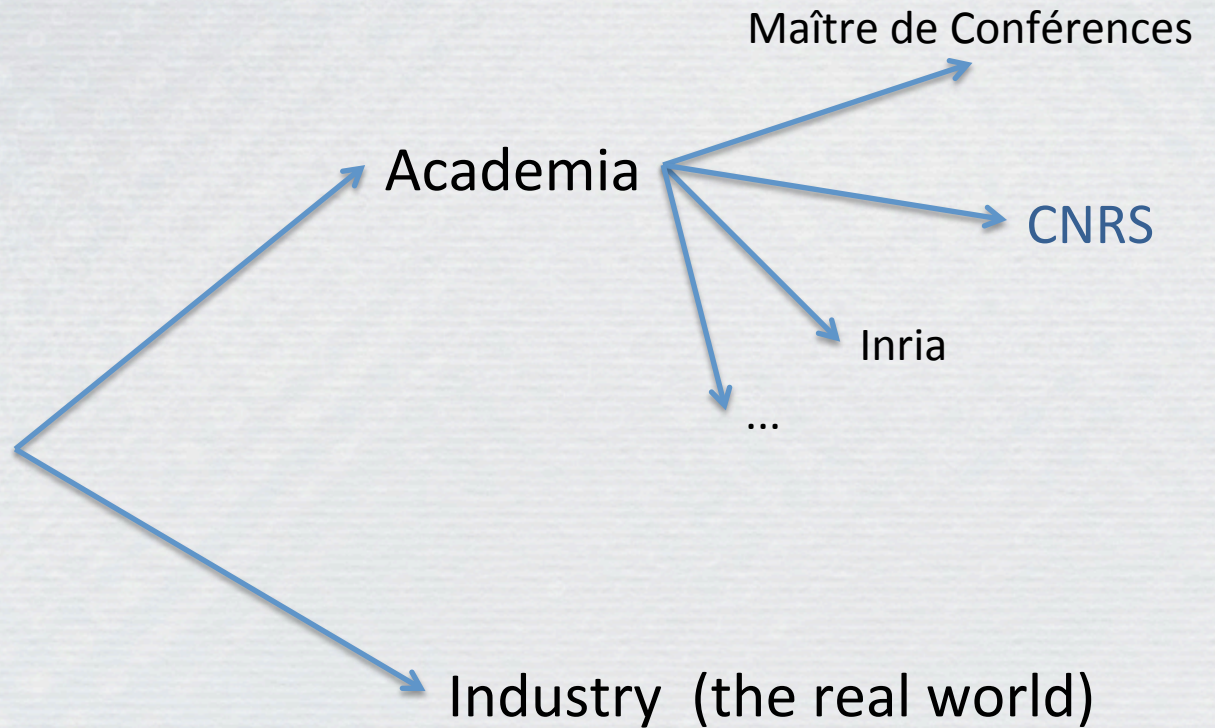 Maître de Conférences
Academia
CNRS
Inria
...
Industry (the real world)